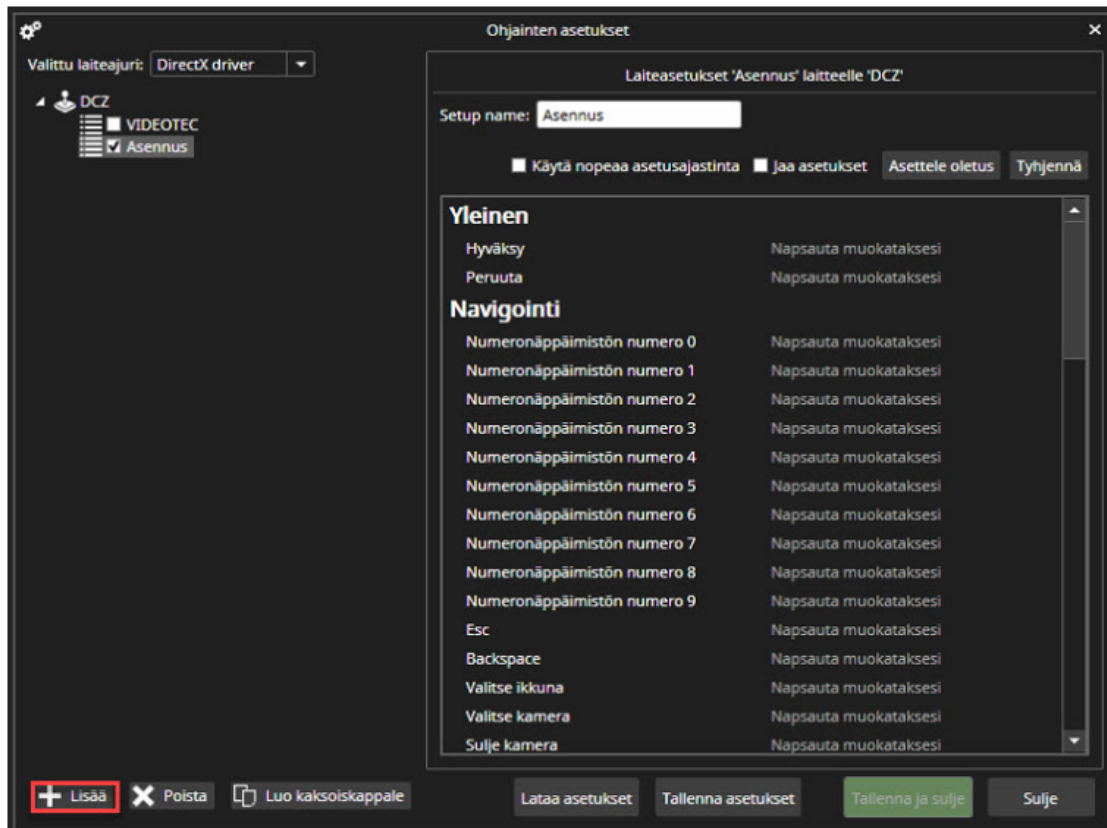 Ohjainten asetukset
Valittu laiteajuri: DirectX driver
DCZ
VIDEOTEC
Asennus
Laiteasetukset 'Asennus' laitteelle 'DCZ'
Setup name: Asennus
Käytä nopeaa asetusajastinta Jaa asetukset Asettele oletus Tyhjennä
Yleinen
Hyväksy Napsauta muokataksesi
Peruuta Napsauta muokataksesi
Navigointi
Numeronäppäimistön numero 0 Napsauta muokataksesi
Numeronäppäimistön numero 1 Napsauta muokataksesi
Numeronäppäimistön numero 2 Napsauta muokataksesi
Numeronäppäimistön numero 3 Napsauta muokataksesi
Numeronäppäimistön numero 4 Napsauta muokataksesi
Numeronäppäimistön numero 5 Napsauta muokataksesi
Numeronäppäimistön numero 6 Napsauta muokataksesi
Numeronäppäimistön numero 7 Napsauta muokataksesi
Numeronäppäimistön numero 8 Napsauta muokataksesi
Numeronäppäimistön numero 9 Napsauta muokataksesi
Esc Napsauta muokataksesi
Backspace Napsauta muokataksesi
Valitse ikkuna Napsauta muokataksesi
Valitse kamera Napsauta muokataksesi
Sulje kamera Napsauta muokataksesi
Lisää Poista Luo kaksoiskappale Lataa asetukset Tallenna asetukset Tallenna ja sulje Sulje